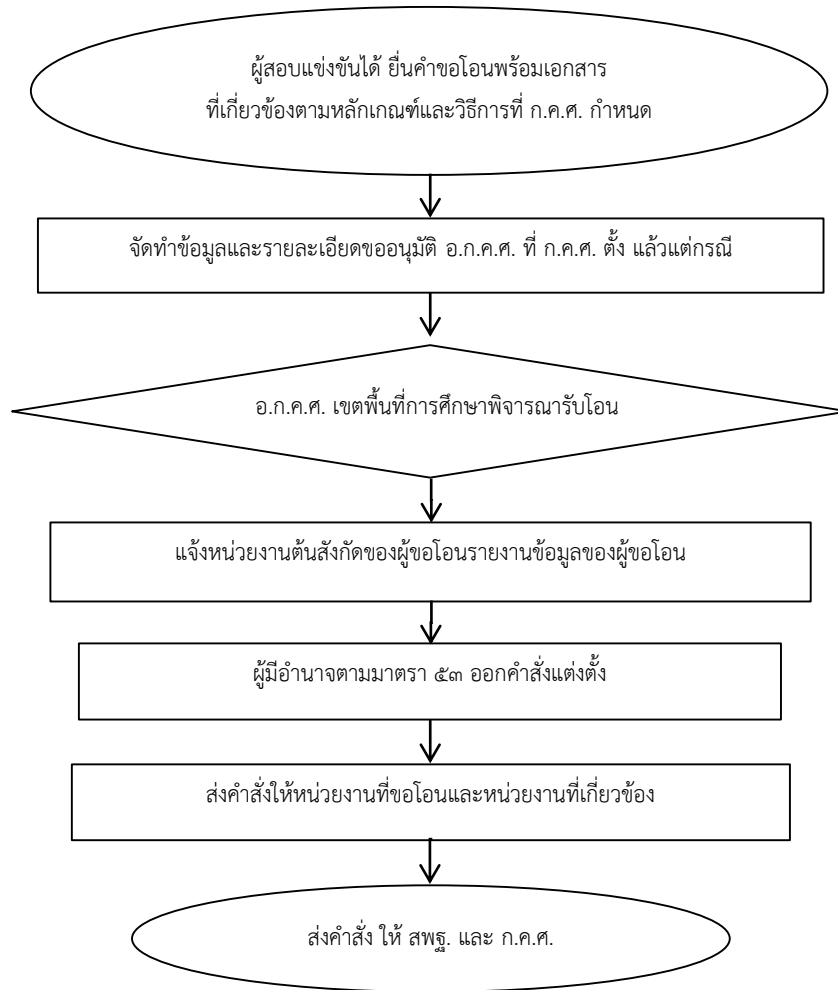 ผู้สอบแข่งขันได้ ยื่นคำขอโอนพร้อมเอกสาร
ที่เกี่ยวข้องตามหลักเกณฑ์และวิธีการที่ ก.ค.ศ. กำหนด
จัดทำข้อมูลและรายละเอียดขออนุมัติ อ.ก.ค.ศ. ที่ ก.ค.ศ. ตั้ง แล้วแต่กรณี
อ.ก.ค.ศ. เขตพื้นที่การศึกษาพิจารณารับโอน
แจ้งหน่วยงานต้นสังกัดของผู้ขอโอนรายงานข้อมูลของผู้ขอโอน
ผู้มีอำนาจตามมาตรา ๕๓ ออกคำสั่งแต่งตั้ง
ส่งคำสั่งให้หน่วยงานที่ขอโอนและหน่วยงานที่เกี่ยวข้อง
ส่งคำสั่ง ให้ สพฐ. และ ก.ค.ศ.